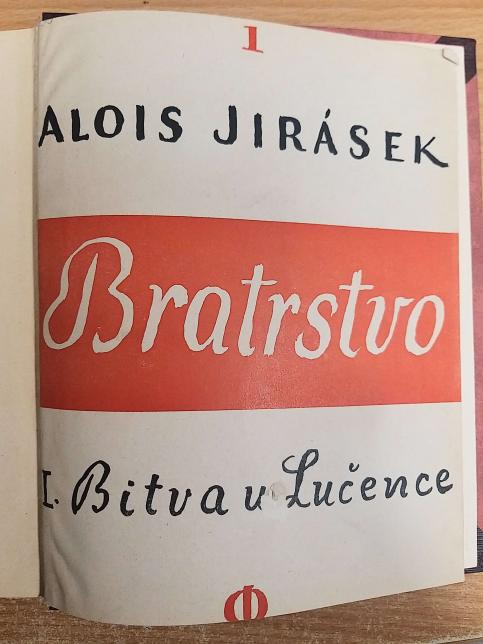 1
ALOIS JIRÁSEK
Bratrstvo
I. Bitva u Lučence